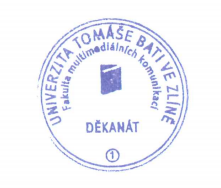 UNIVERZITA TOMÁŠE BATI VE ZLÍNĚ
Fakulta multimediálních komunikací
DĚKANÁT
1